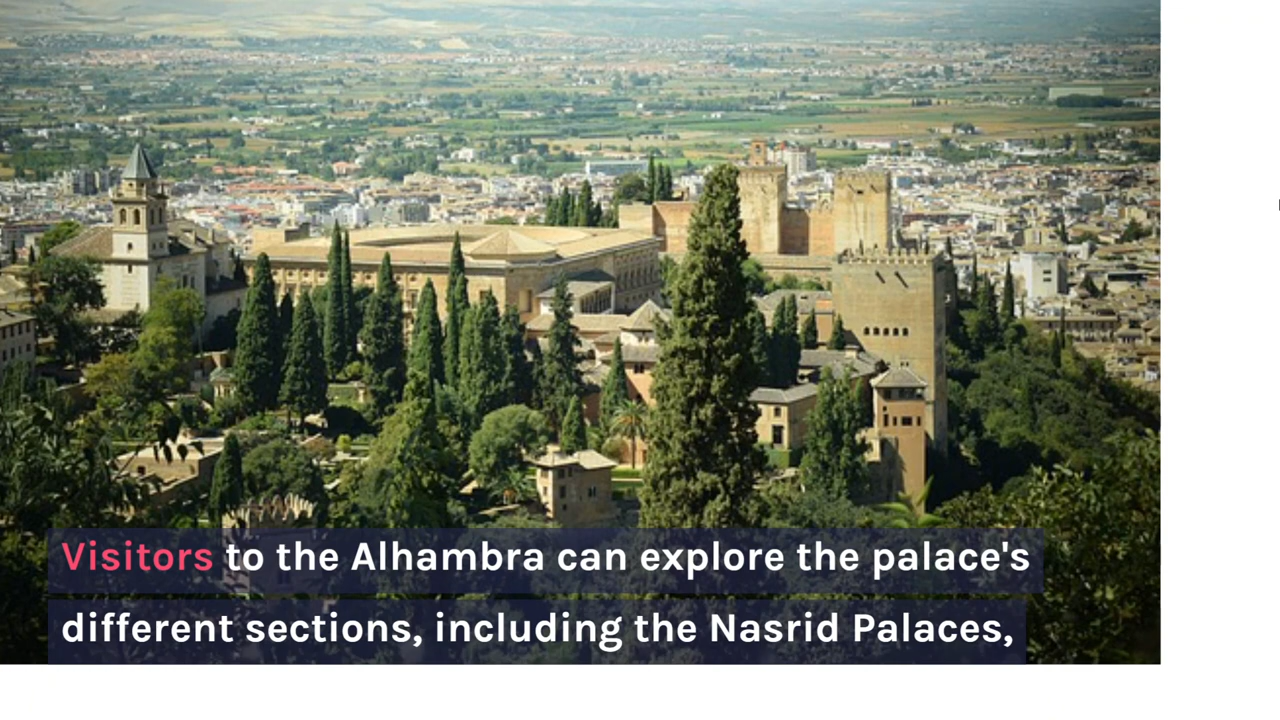 Visitors to the Alhambra can explore the palace's
different sections, including the Nasrid Palaces,